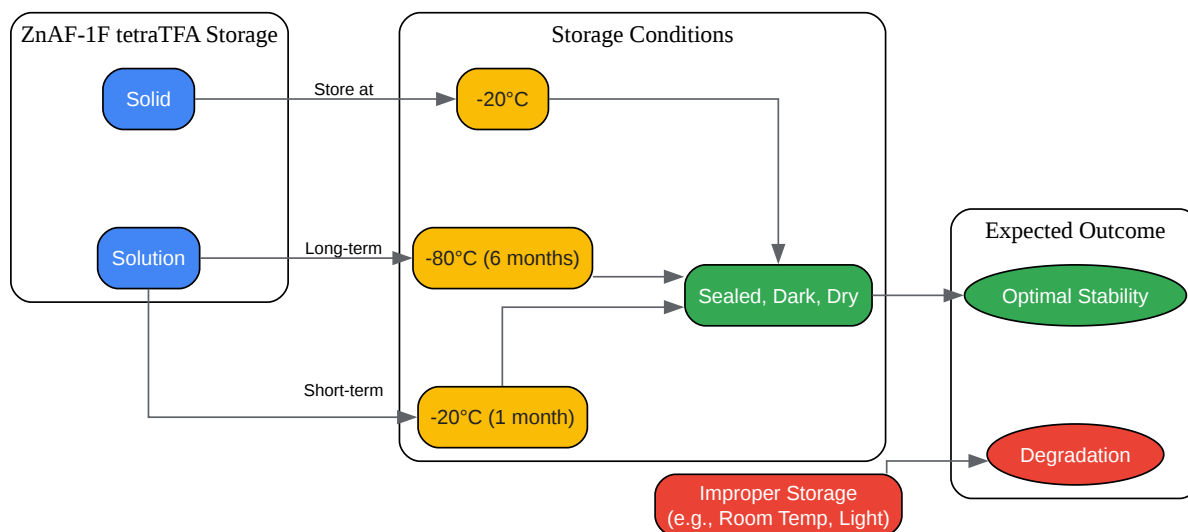 ZnAF-1F tetraTFA Storage
Storage Conditions
Solid
Store at
-20°C
Solution
Long-term
-80°C (6 months)
Sealed, Dark, Dry
Short-term
-20°C (1 month)
Expected Outcome
Optimal Stability
Degradation
Improper Storage
(e.g., Room Temp, Light)